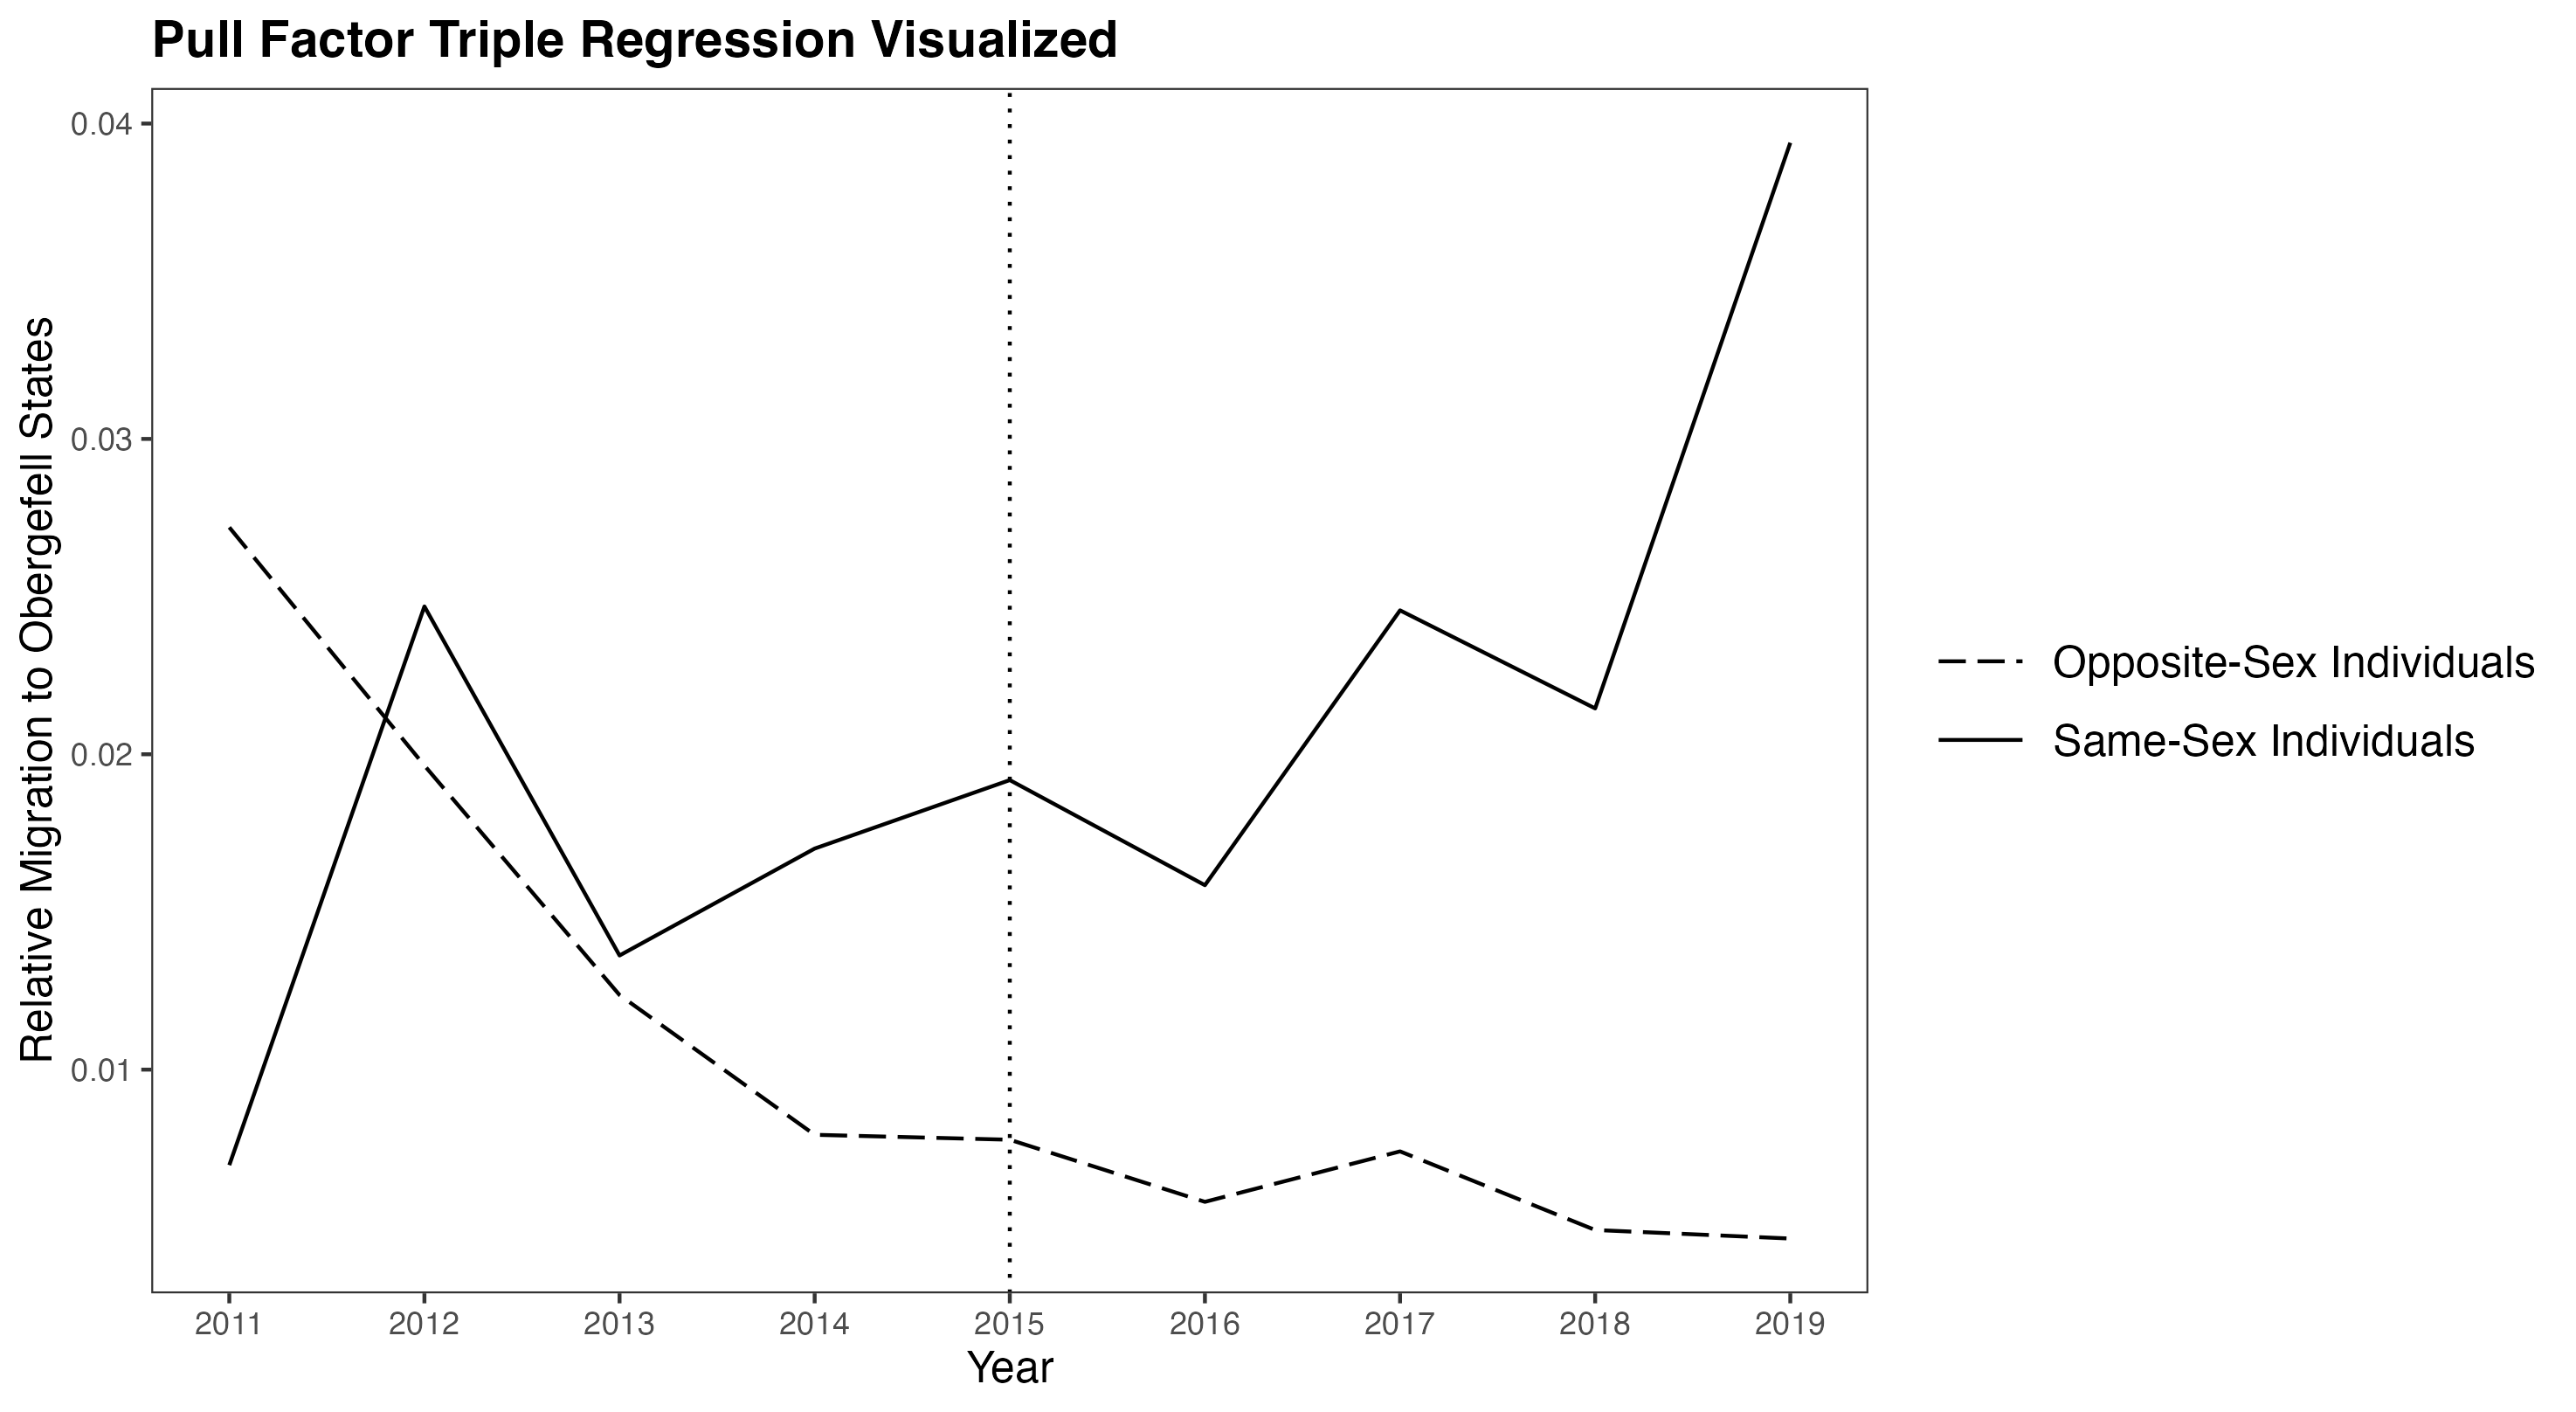 Pull Factor Triple Regression Visualized
Relative Migration to Obergefell States
0.04
0.03
0.02
0.01
2011 2012 2013 2014 2015 2016 2017 2018 2019
Year
Opposite-Sex Individuals
Same-Sex Individuals